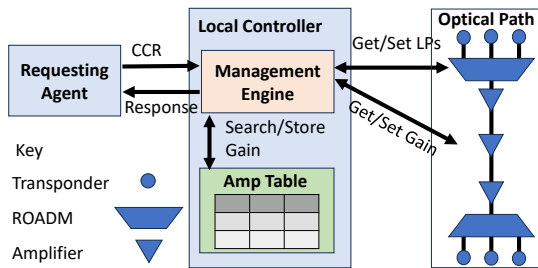 Local Controller
Optical Path
CCR
Get/Set LPs
Requesting
Agent
Management
Engine
Response
Get/Set Gain
Search/Store
Gain
Key
Amp Table
Transponder
ROADM
Amplifier